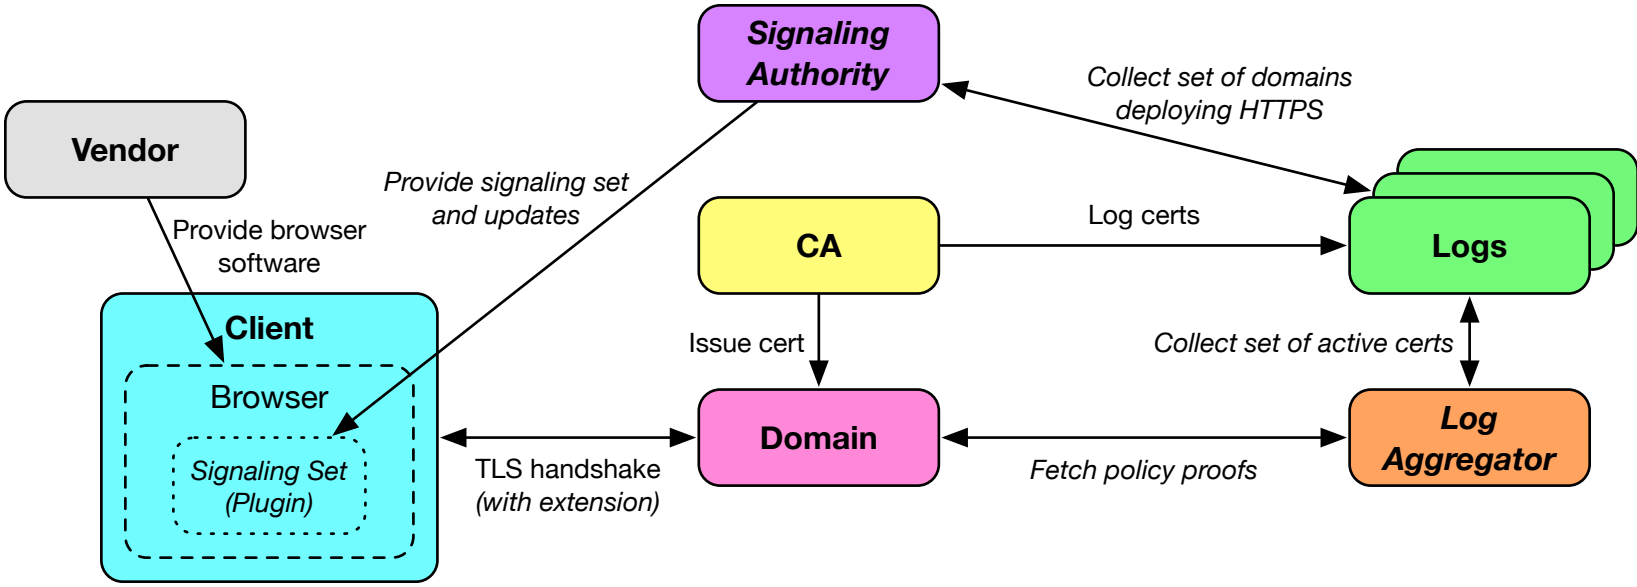 Signaling
Authority
Collect set of domains
deploying HTTPS
Vendor
Provide signaling set
and updates
Provide browser
software
CA
Log certs
Logs
Client
Issue cert
Collect set of active certs
Browser
Signaling Set
(Plugin)
TLS handshake
(with extension)
Domain
Fetch policy proofs
Log
Aggregator